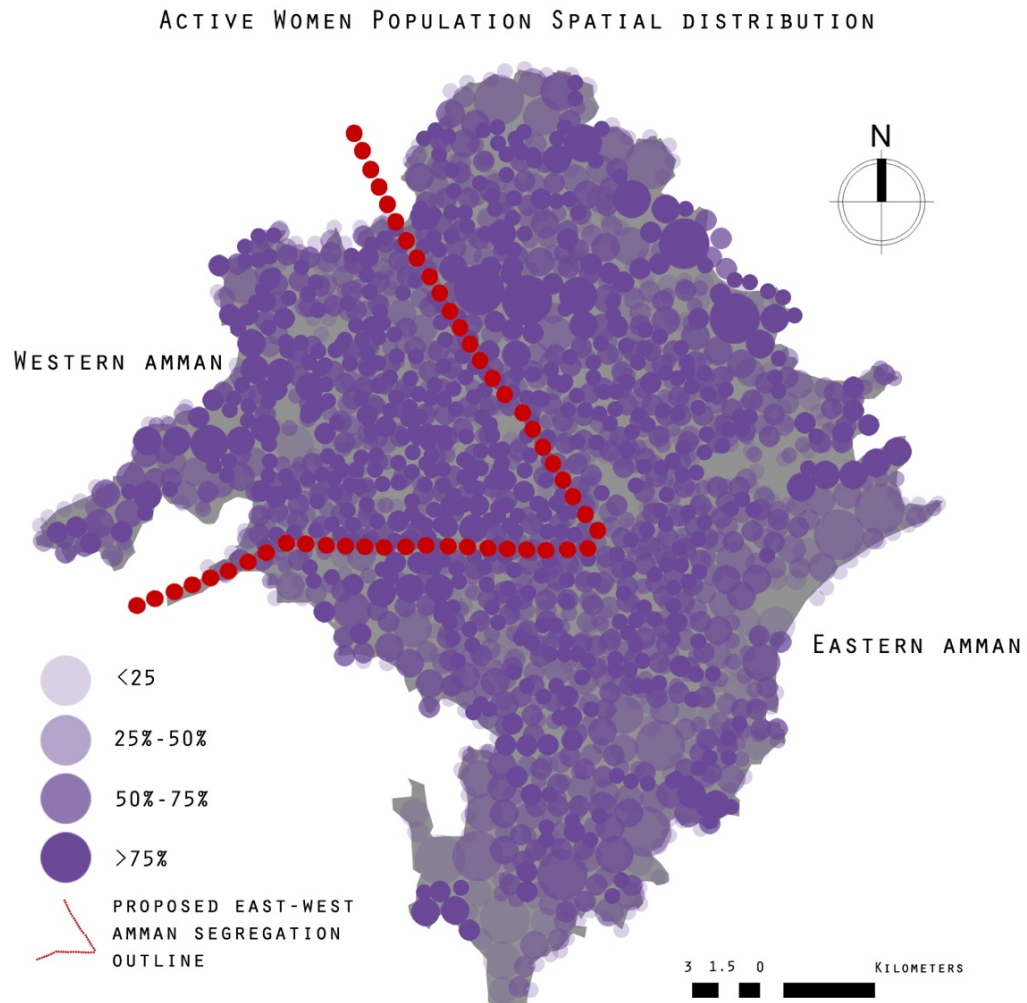 Active Women Population Spatial distribution
N
Western amman
Eastern amman
<25
25%-50%
50%-75%
>75%
proposed east-west
amman segregation
outline
3 1.5 0 Kilometers